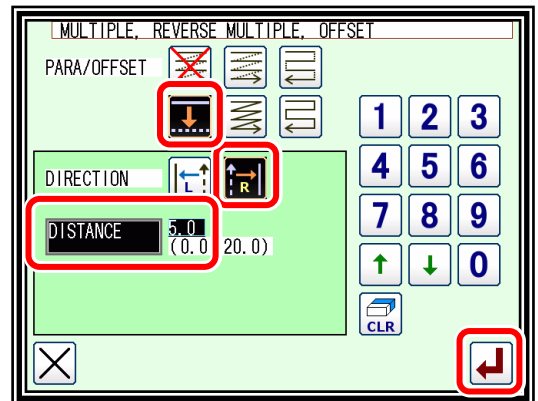 MULTIPLE, REVERSE MULTIPLE, OFFSET
PARA/OFFSET
1 2 3
DIRECTION L R 4 5 6
DISTANCE 5.0 7 8 9
(0.0 20.0)
↑ ↓ 0
CLR